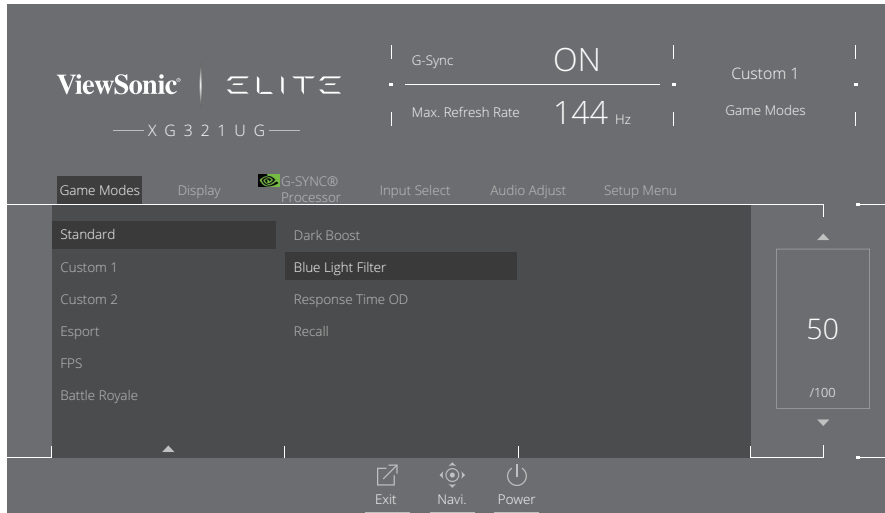 ViewSonic® | ELITE
XG321UG
G-Sync ON
Max. Refresh Rate 144 Hz
Custom 1
Game Modes
Game Modes
Display
G-SYNC®
Processor
Input Select
Audio Adjust
Setup Menu
Standard
Custom 1
Custom 2
Esport
FPS
Battle Royale
Dark Boost
Blue Light Filter
Response Time OD
Recall
50
/100
Exit
Navi.
Power